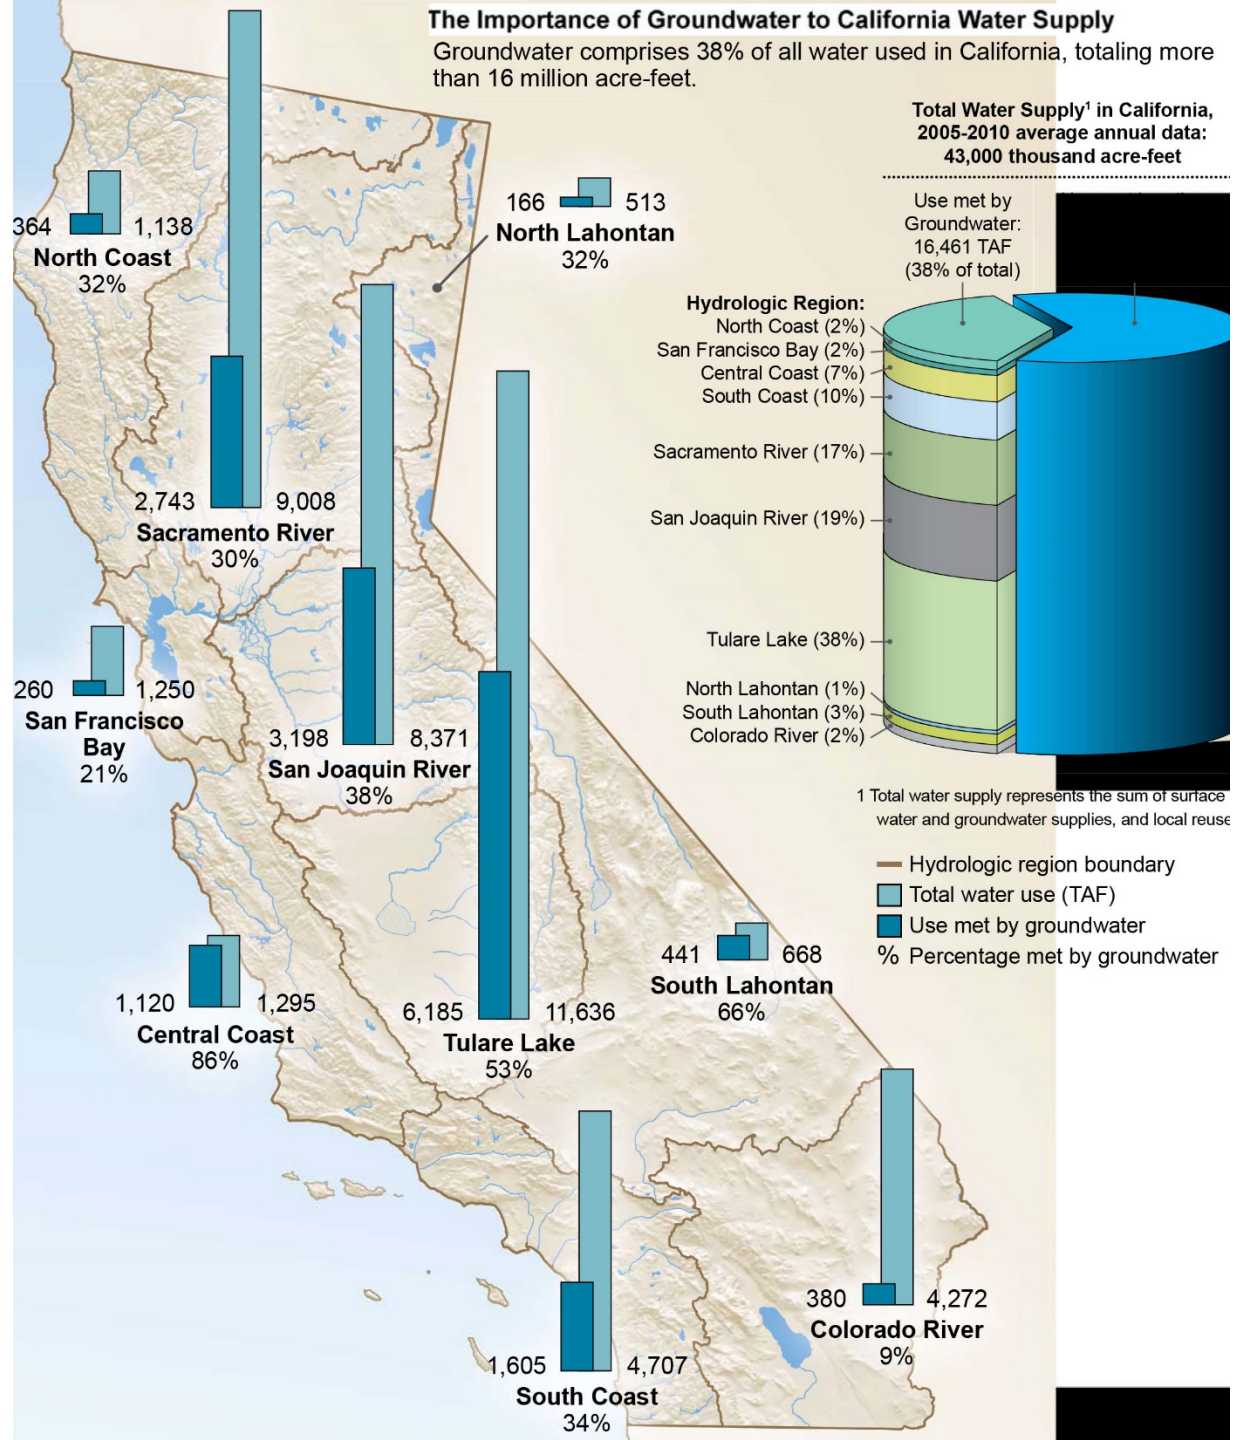 The Importance of Groundwater to California Water Supply
Groundwater comprises 38% of all water used in California, totaling more
than 16 million acre-feet.
Total Water Supply¹ in California,
2005-2010 average annual data:
43,000 thousand acre-feet
Use met by
Groundwater:
16,461 TAF
(38% of total)
Hydrologic Region:
North Coast (2%)
San Francisco Bay (2%)
Central Coast (7%)
South Coast (10%)
Sacramento River (17%)
San Joaquin River (19%)
Tulare Lake (38%)
North Lahontan (1%)
South Lahontan (3%)
Colorado River (2%)
1 Total water supply represents the sum of surface
water and groundwater supplies, and local reuse
Hydrologic region boundary
Total water use (TAF)
Use met by groundwater
% Percentage met by groundwater
364 1,138
North Coast
32%
166 513
North Lahontan
32%
2,743 9,008
Sacramento River
30%
260 1,250
San Francisco
Bay
21%
3,198 8,371
San Joaquin River
38%
1,120 1,295
Central Coast
86%
6,185 11,636
Tulare Lake
53%
441 668
South Lahontan
66%
1,605 4,707
South Coast
34%
380 4,272
Colorado River
9%